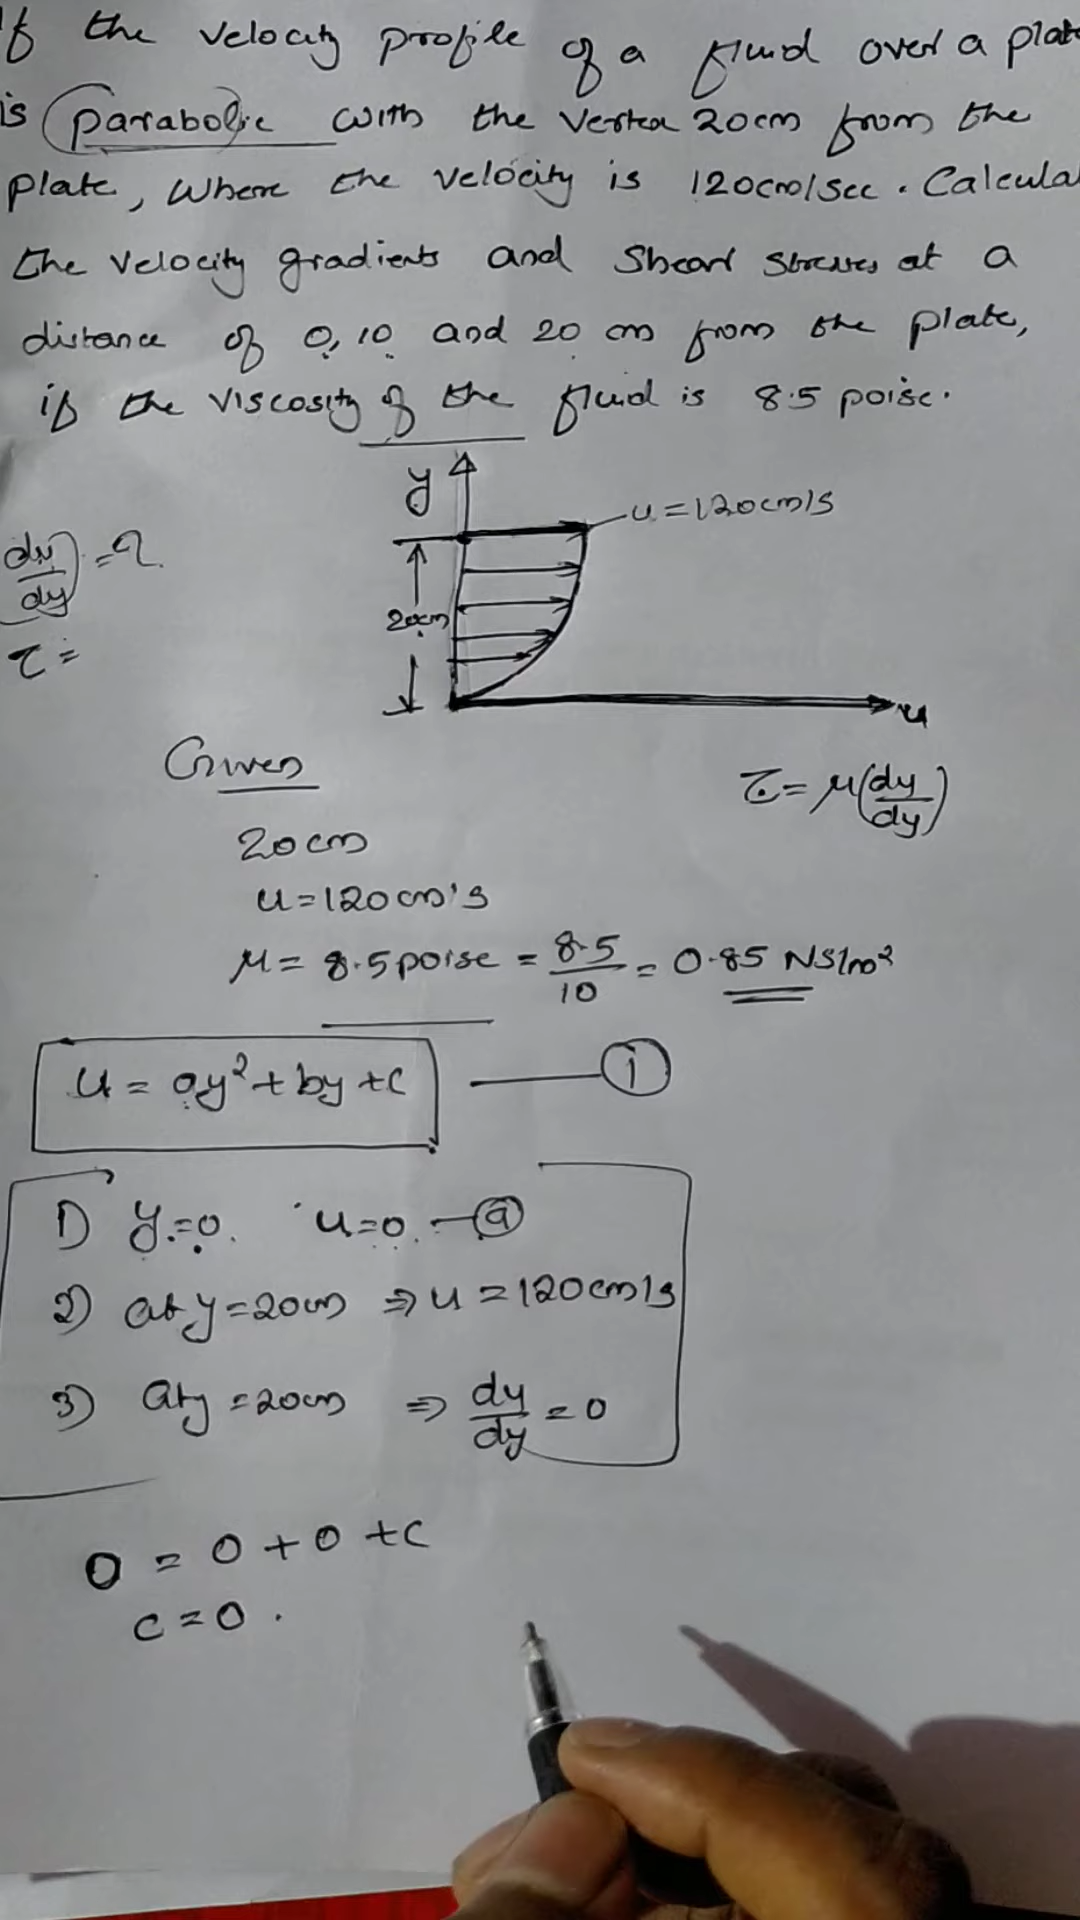 If the velocity profile of a fluid over a plate
is parabolic with the vertex 20cm from the
plate, where the velocity is 120cm/sec. Calcula
the velocity gradients and Shear stresses at a
distance of 0, 10 and 20 cm from the plate,
if the viscosity of the fluid is 8.5 poise.
y
u=120cm/s
du/dy)=?
20cm
τ=
u
Given
τ=μ(du/dy)
20cm
u=120cm/s
μ= 8.5poise = 8.5/10 = 0.85 NS/m²
u = ay²+by+c — 1
1) y=0. u=0. — a
2) at y=20cm ⇒ u=120cm/s
3) at y=20cm ⇒ du/dy =0
0 = 0+0+c
c=0.